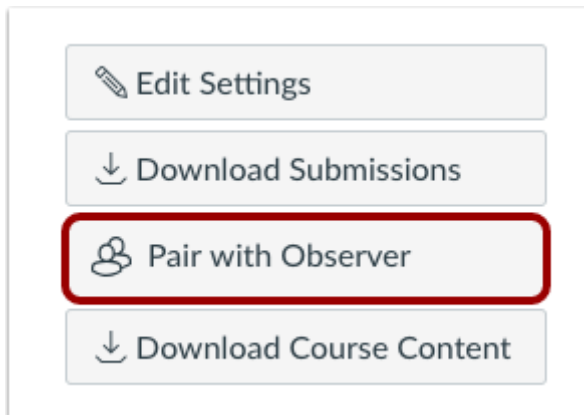 Edit Settings
Download Submissions
Pair with Observer
Download Course Content